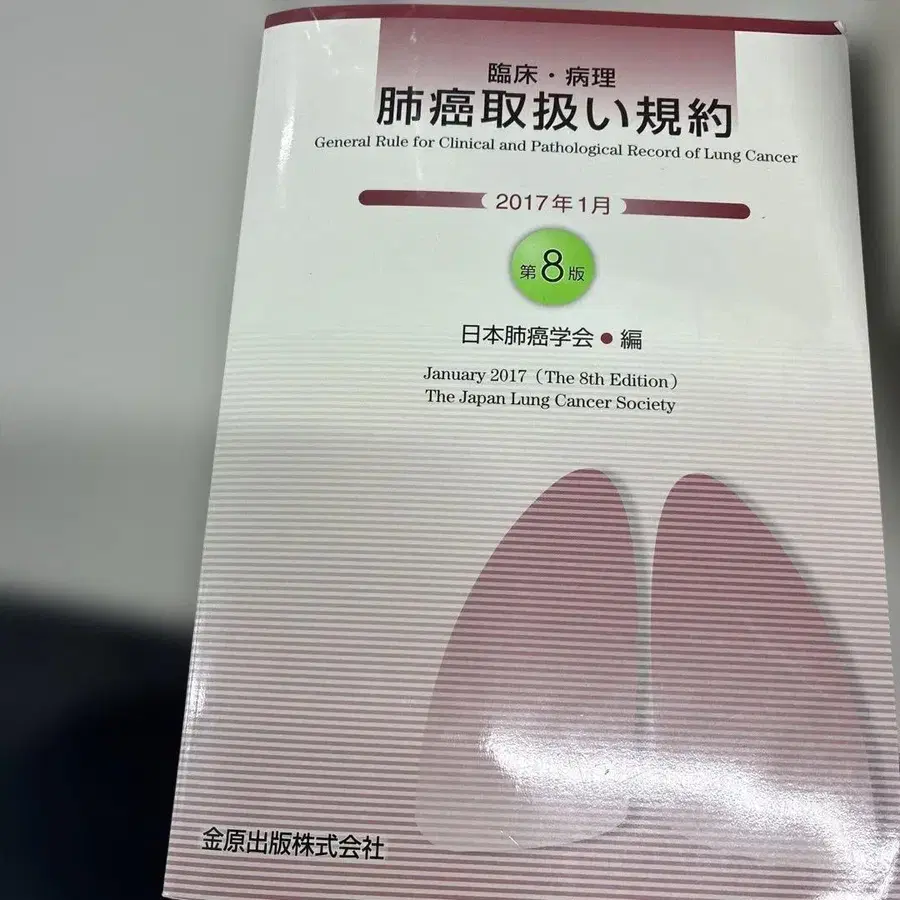 臨床・病理
肺癌取扱い規約
General Rule for Clinical and Pathological Record of Lung Cancer
2017年1月
第8版
日本肺癌学会●編
January 2017（The 8th Edition）
The Japan Lung Cancer Society
金原出版株式会社